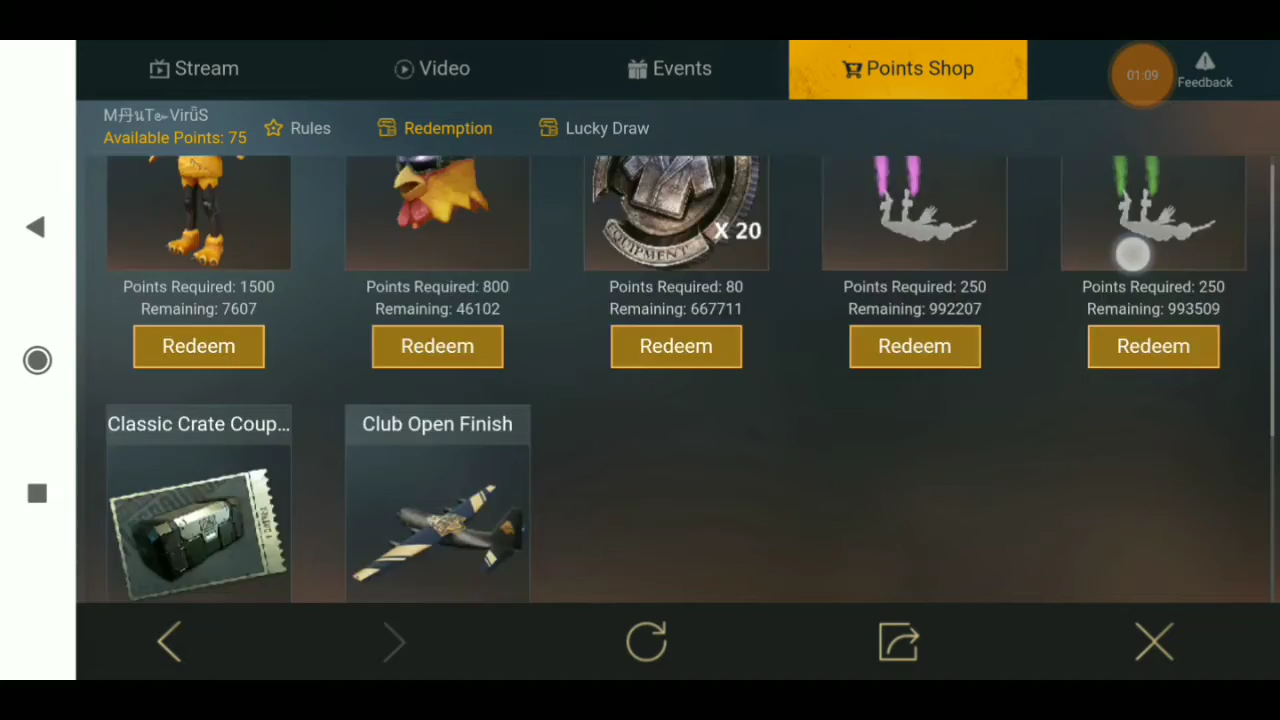 Stream
Video
Events
Points Shop
01:09
Feedback
Available Points: 75
Rules
Redemption
Lucky Draw
EQUIPMENT
X 20
Points Required: 1500
Remaining: 7607
Redeem
Points Required: 800
Remaining: 46102
Redeem
Points Required: 80
Remaining: 667711
Redeem
Points Required: 250
Remaining: 992207
Redeem
Points Required: 250
Remaining: 993509
Redeem
Classic Crate Coup...
Club Open Finish